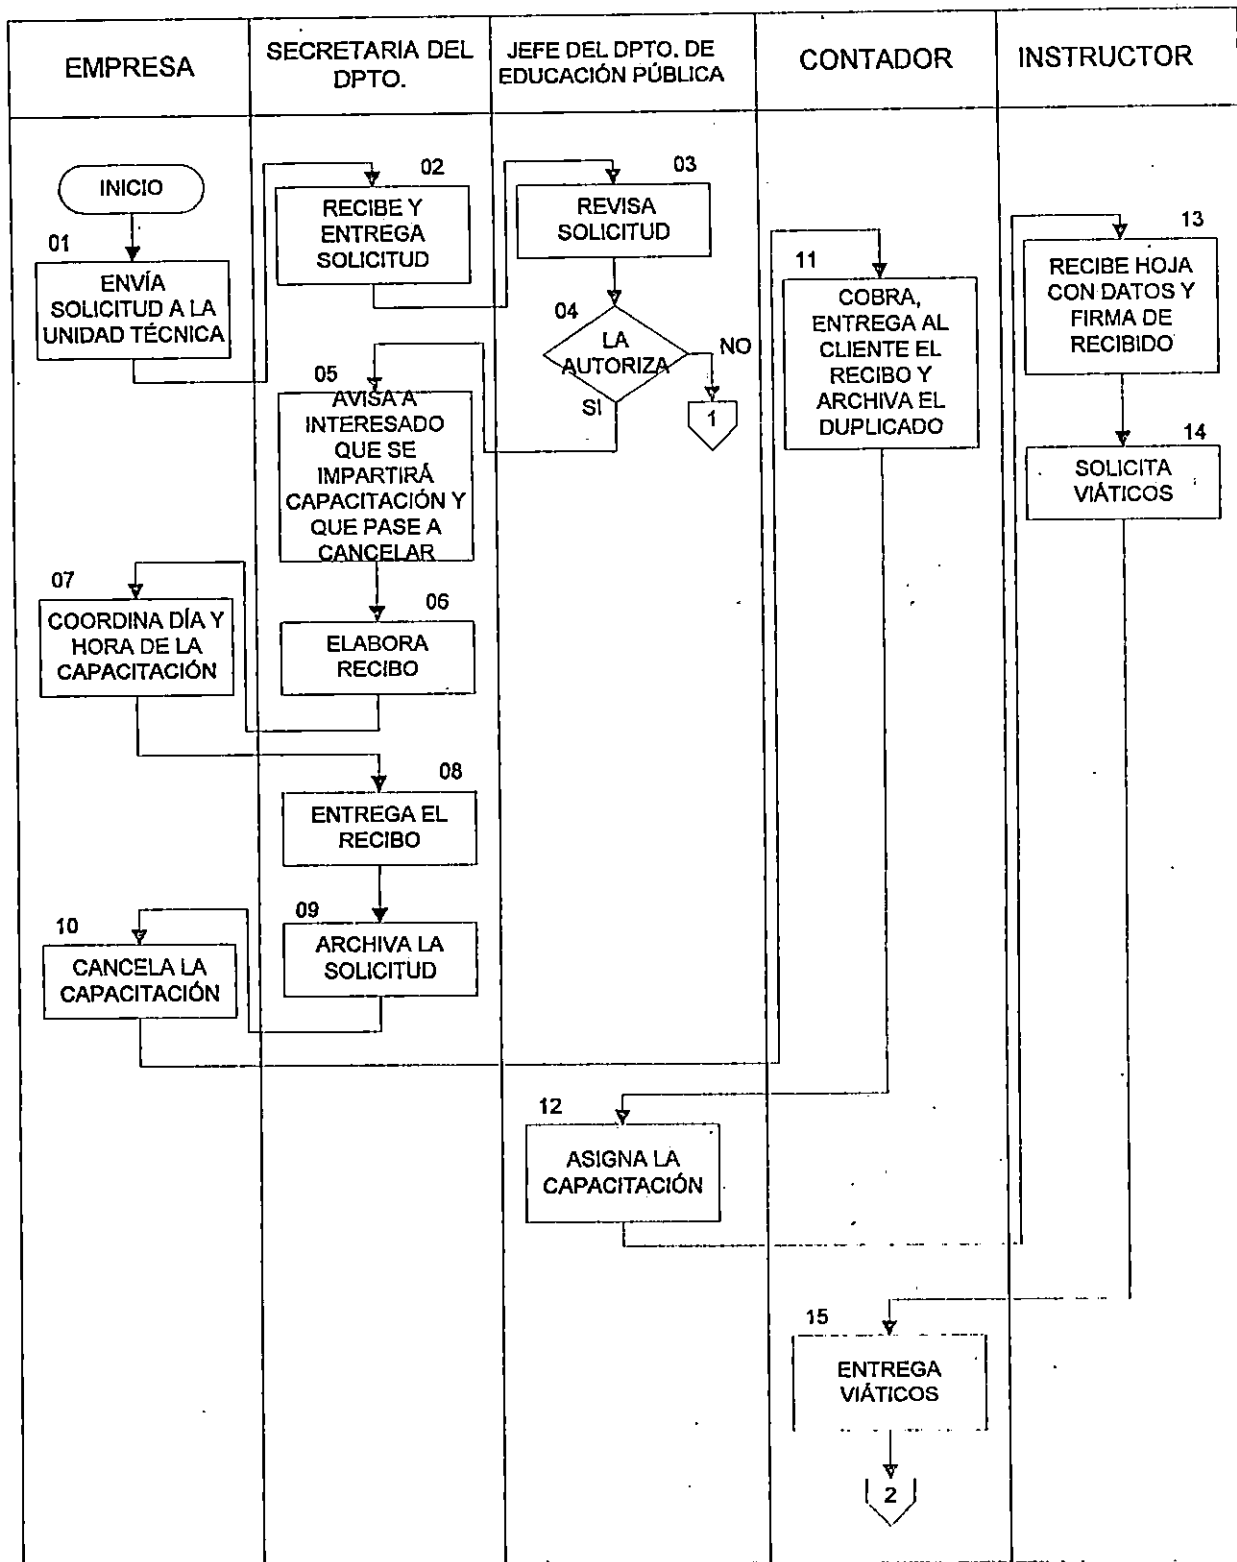 EMPRESA
SECRETARIA DEL
DPTO.
JEFE DEL DPTO. DE
EDUCACIÓN PÚBLICA
CONTADOR
INSTRUCTOR
INICIO
01
ENVÍA
SOLICITUD A LA
UNIDAD TÉCNICA
02
RECIBE Y
ENTREGA
SOLICITUD
03
REVISA
SOLICITUD
04
LA
AUTORIZA
NO
SI
1
05
AVISA A
INTERESADO
QUE SE
IMPARTIRÁ
CAPACITACIÓN Y
QUE PASE A
CANCELAR
06
ELABORA
RECIBO
07
COORDINA DÍA Y
HORA DE LA
CAPACITACIÓN
08
ENTREGA EL
RECIBO
09
ARCHIVA LA
SOLICITUD
10
CANCELA LA
CAPACITACIÓN
11
COBRA,
ENTREGA AL
CLIENTE EL
RECIBO Y
ARCHIVA EL
DUPLICADO
12
ASIGNA LA
CAPACITACIÓN
13
RECIBE HOJA
CON DATOS Y
FIRMA DE
RECIBIDO
14
SOLICITA
VIÁTICOS
15
ENTREGA
VIÁTICOS
2